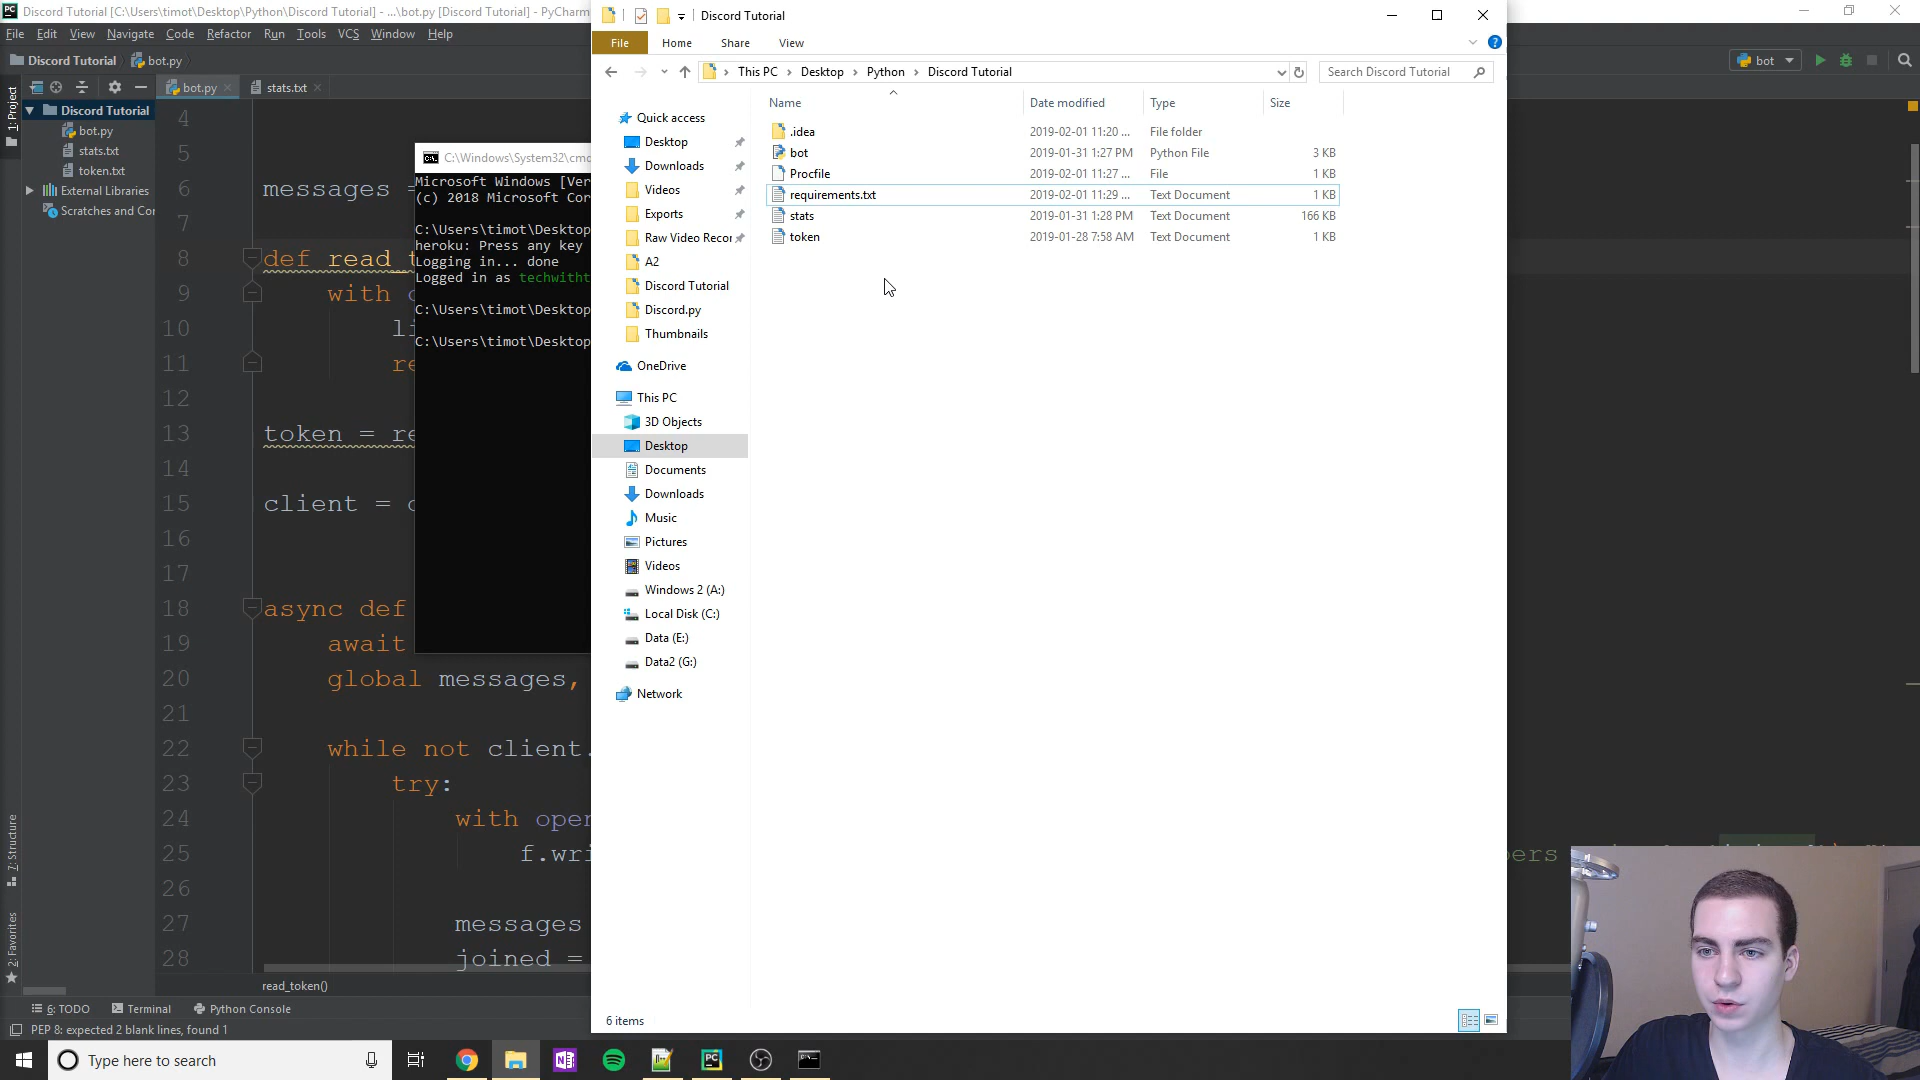 Discord Tutorial [C:\Users\timot\Desktop\Python\Discord Tutorial] - ...\bot.py [Discord Tutorial] - PyCharm
File Edit View Navigate Code Refactor Run Tools VCS Window Help
Discord Tutorial bot.py
bot
1: Project
bot.py stats.txt
Discord Tutorial
bot.py
stats.txt
token.txt
External Libraries
Scratches and Cor
7: Structure
2: Favorites
4
5
6 messages =
7
8 def read_t
9 with
10 li
11 re
12
13 token = re
14
15 client =
16
17
18 async def
19 await
20 global messages,
21
22 while not client.
23 try:
24 with open
25 f.wri
26
27 messages
28 joined =
read_token()
6: TODO Terminal Python Console
PEP 8: expected 2 blank lines, found 1
C:\Windows\System32\cmd
Microsoft Windows [Ver
(c) 2018 Microsoft Cor
C:\Users\timot\Desktop
heroku: Press any key
Logging in... done
Logged in as techwitht
C:\Users\timot\Desktop
C:\Users\timot\Desktop
Discord Tutorial
File Home Share View
This PC Desktop Python Discord Tutorial
Search Discord Tutorial
Quick access
Desktop
Downloads
Videos
Exports
Raw Video Recor
A2
Discord Tutorial
Discord.py
Thumbnails
OneDrive
This PC
3D Objects
Desktop
Documents
Downloads
Music
Pictures
Videos
Windows 2 (A:)
Local Disk (C:)
Data (E:)
Data2 (G:)
Network
Name Date modified Type Size
.idea 2019-02-01 11:20 ... File folder
bot 2019-01-31 1:27 PM Python File 3 KB
Procfile 2019-02-01 11:27 ... File 1 KB
requirements.txt 2019-02-01 11:29 ... Text Document 1 KB
stats 2019-01-31 1:28 PM Text Document 166 KB
token 2019-01-28 7:58 AM Text Document 1 KB
6 items
Type here to search